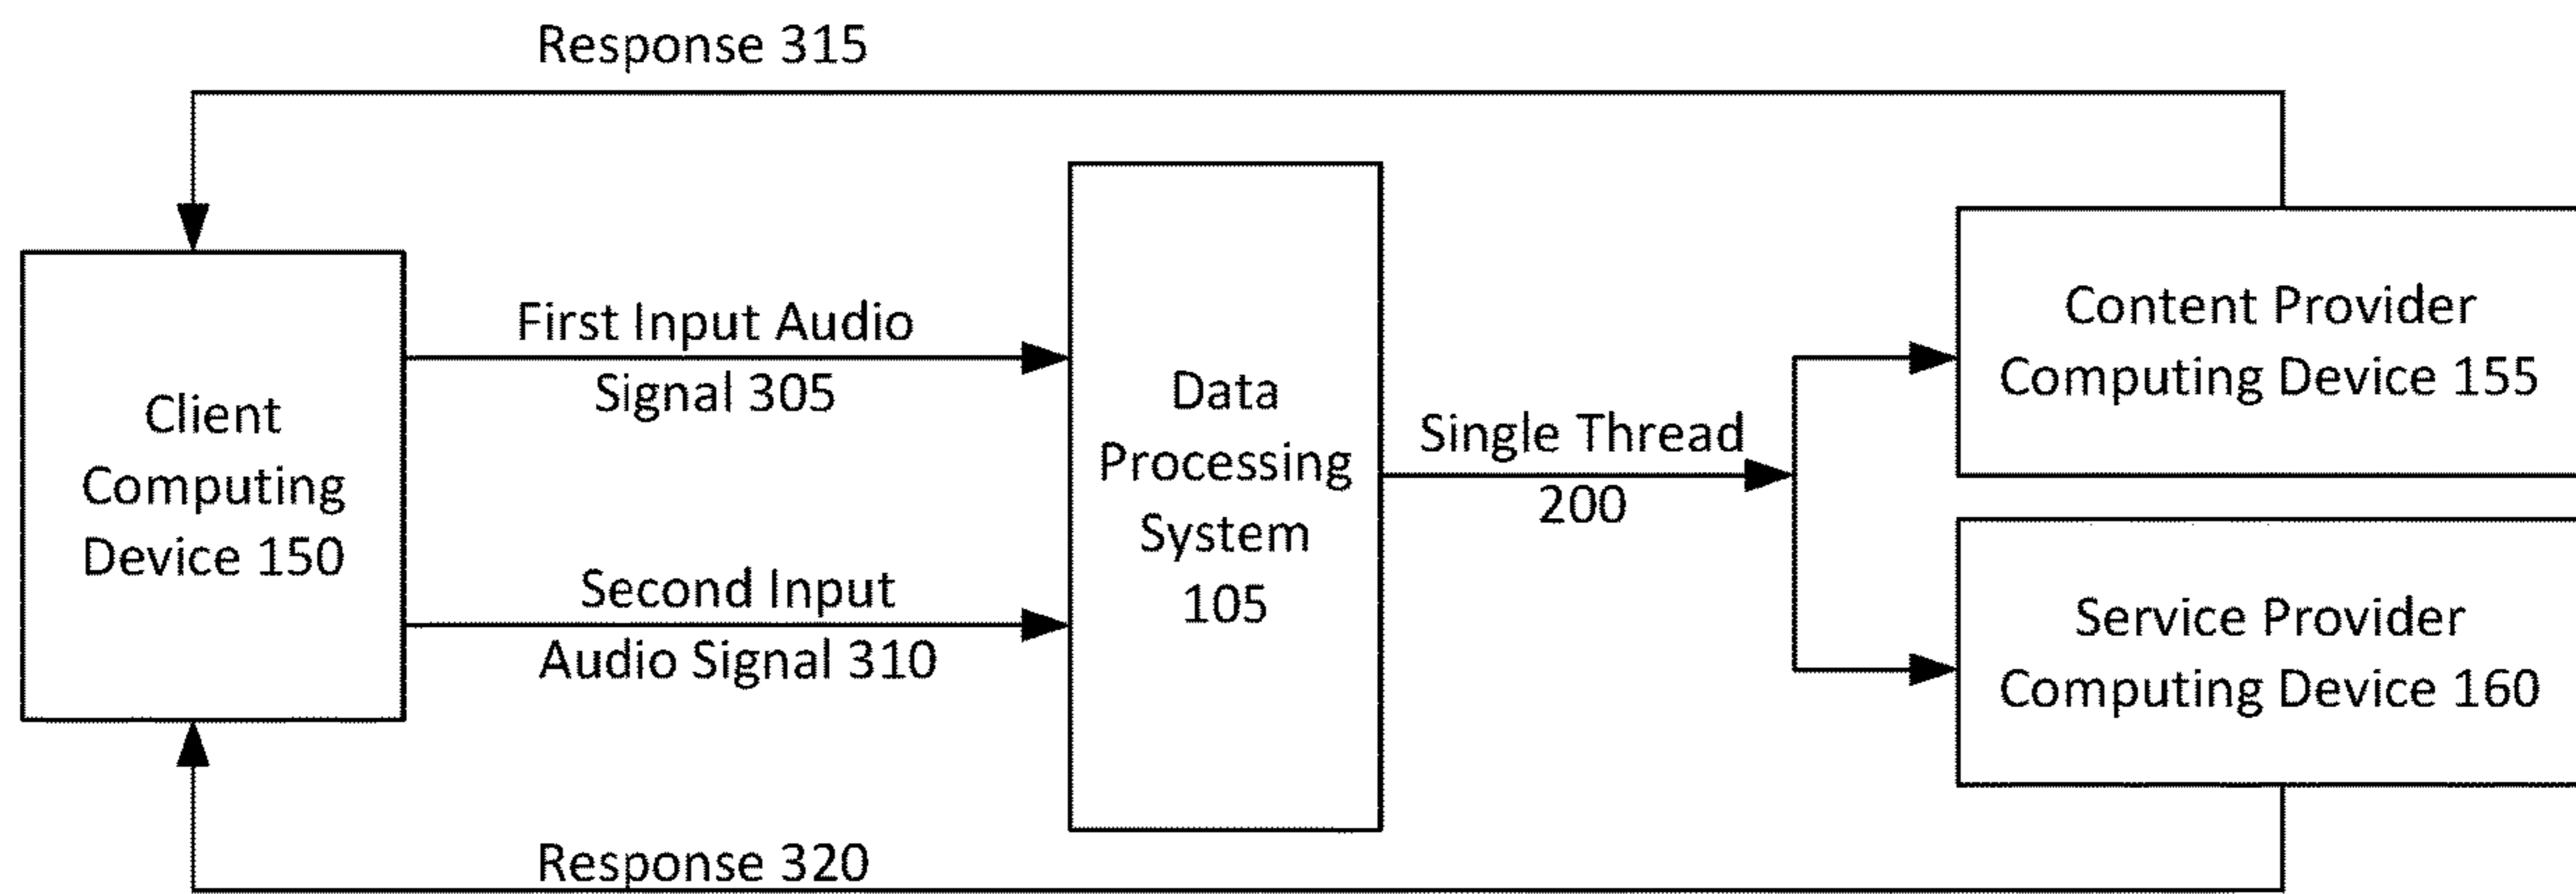 Response 315
First Input Audio
Signal 305
Client
Computing
Device 150
Second Input
Audio Signal 310
Data
Processing
System
105
Single Thread
200
Content Provider
Computing Device 155
Service Provider
Computing Device 160
Response 320